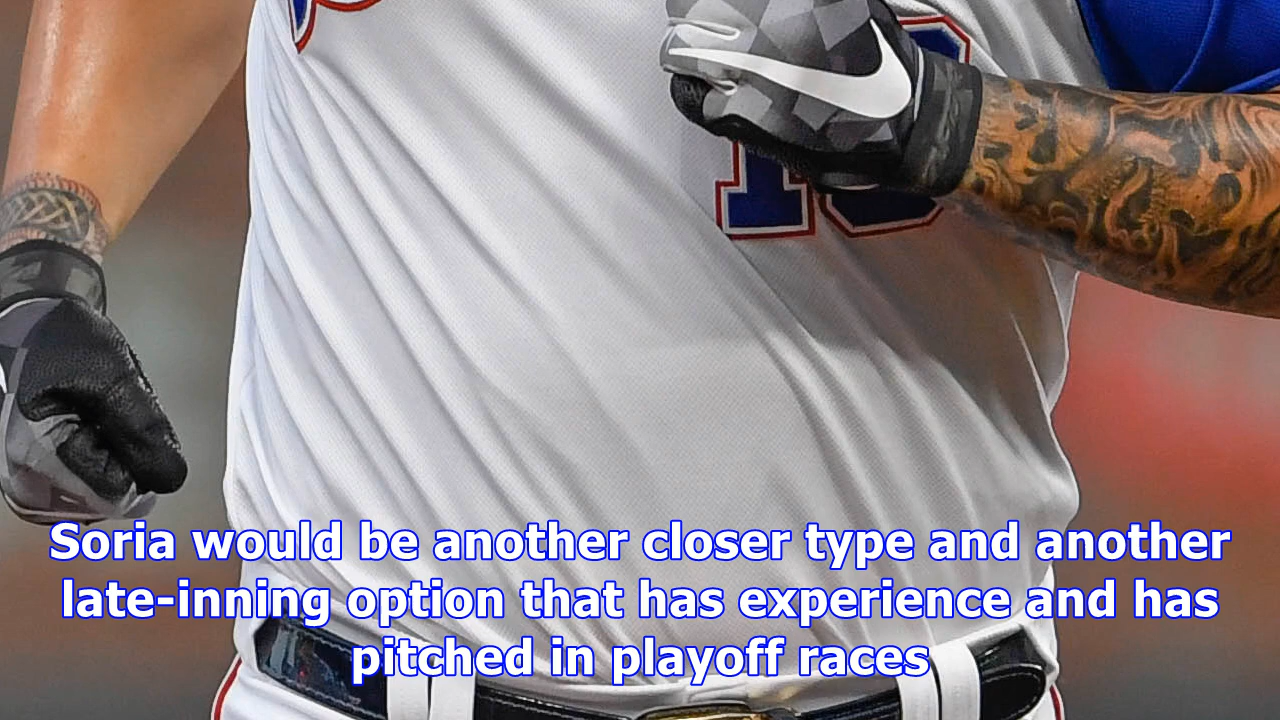 Soria would be another closer type and another
late-inning option that has experience and has
pitched in playoff races